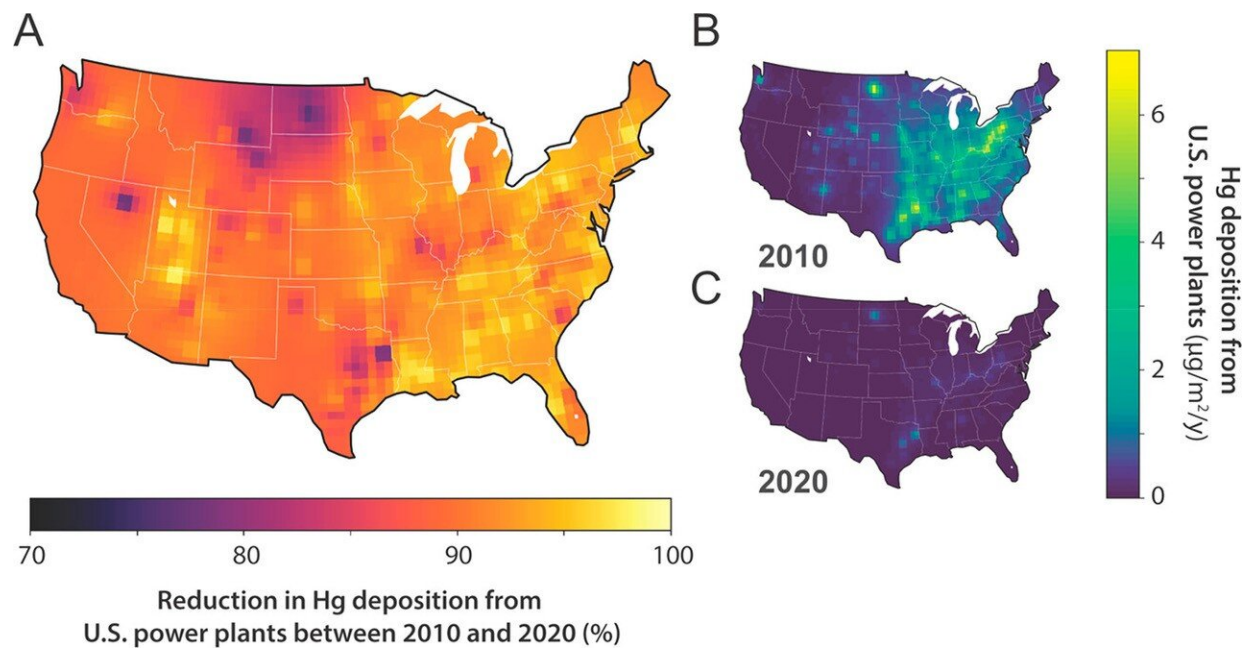 A
70
80
90
100
Reduction in Hg deposition from
U.S. power plants between 2010 and 2020 (%)
B
2010
C
2020
6
4
2
0
Hg deposition from
U.S. power plants (μg/m²/y)